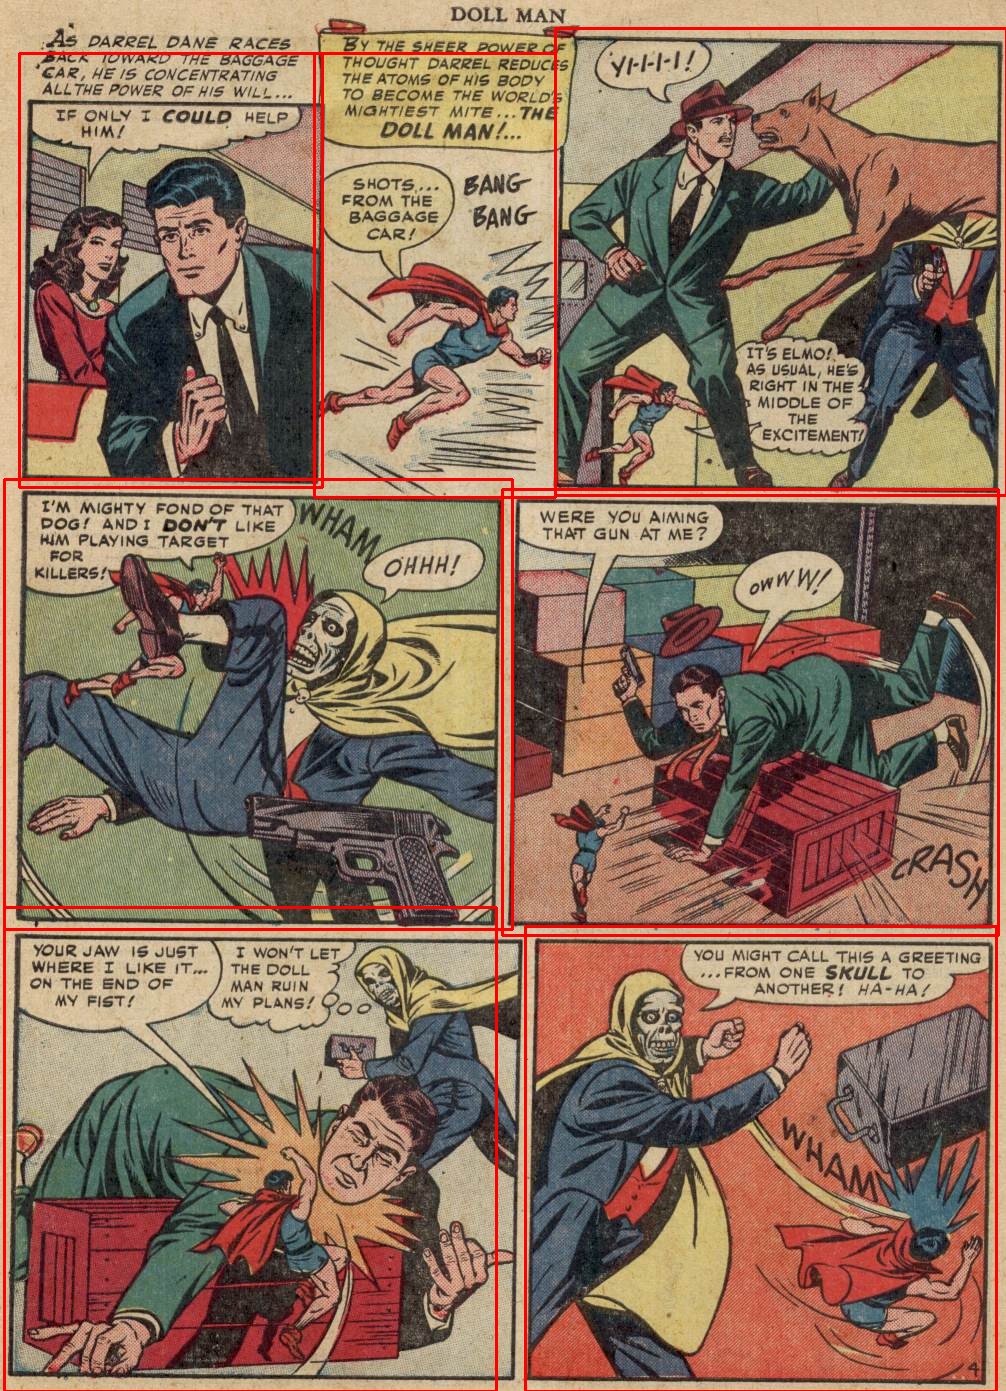 DOLL MAN
AS DARREL DANE RACES
BACK TOWARD THE BAGGAGE
CAR, HE IS CONCENTRATING
ALL THE POWER OF HIS WILL...
IF ONLY I COULD HELP
HIM!
BY THE SHEER POWER OF
THOUGHT DARREL REDUCES
THE ATOMS OF HIS BODY
TO BECOME THE WORLD'S
MIGHTIEST MITE... THE
DOLL MAN!...
SHOTS...
FROM THE
BAGGAGE
CAR!
BANG
BANG
YI-I-I-I!
IT'S ELMO!
AS USUAL, HE'S
RIGHT IN THE
MIDDLE OF
THE
EXCITEMENT!
I'M MIGHTY FOND OF THAT
DOG! AND I DON'T LIKE
HIM PLAYING TARGET
FOR
KILLERS!
WHAM
OHHH!
WERE YOU AIMING
THAT GUN AT ME?
OWWW!
CRASH
YOUR JAW IS JUST
WHERE I LIKE IT...
ON THE END OF
MY FIST!
I WON'T LET
THE DOLL
MAN RUIN
MY PLANS!
YOU MIGHT CALL THIS A GREETING
...FROM ONE SKULL TO
ANOTHER! HA-HA!
WHAM
4